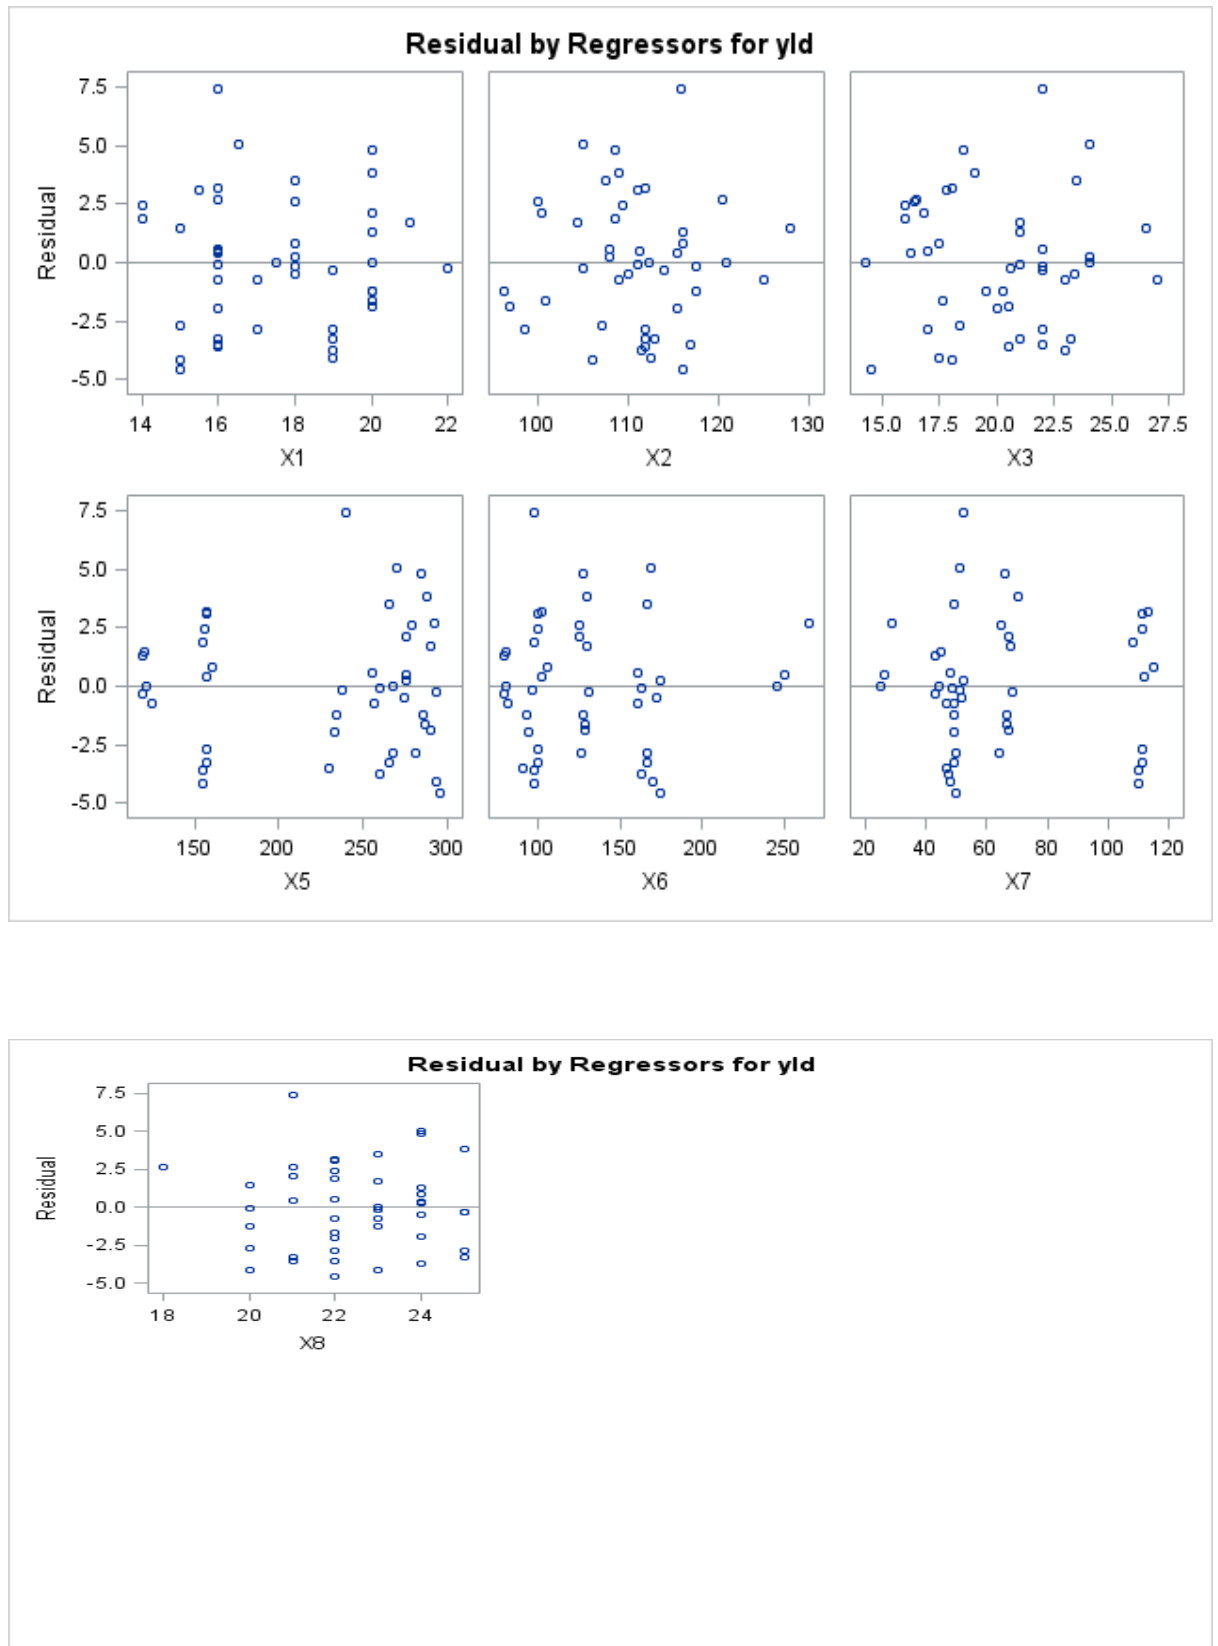 Residual by Regressors for yld
7.5
5.0
2.5
0.0
-2.5
-5.0
Residual
14 16 18 20 22
X1
100 110 120 130
X2
15.0 17.5 20.0 22.5 25.0 27.5
X3
7.5
5.0
2.5
0.0
-2.5
-5.0
Residual
150 200 250 300
X5
100 150 200 250
X6
20 40 60 80 100 120
X7
Residual by Regressors for yld
7.5
5.0
2.5
0.0
-2.5
-5.0
Residual
18 20 22 24
X8